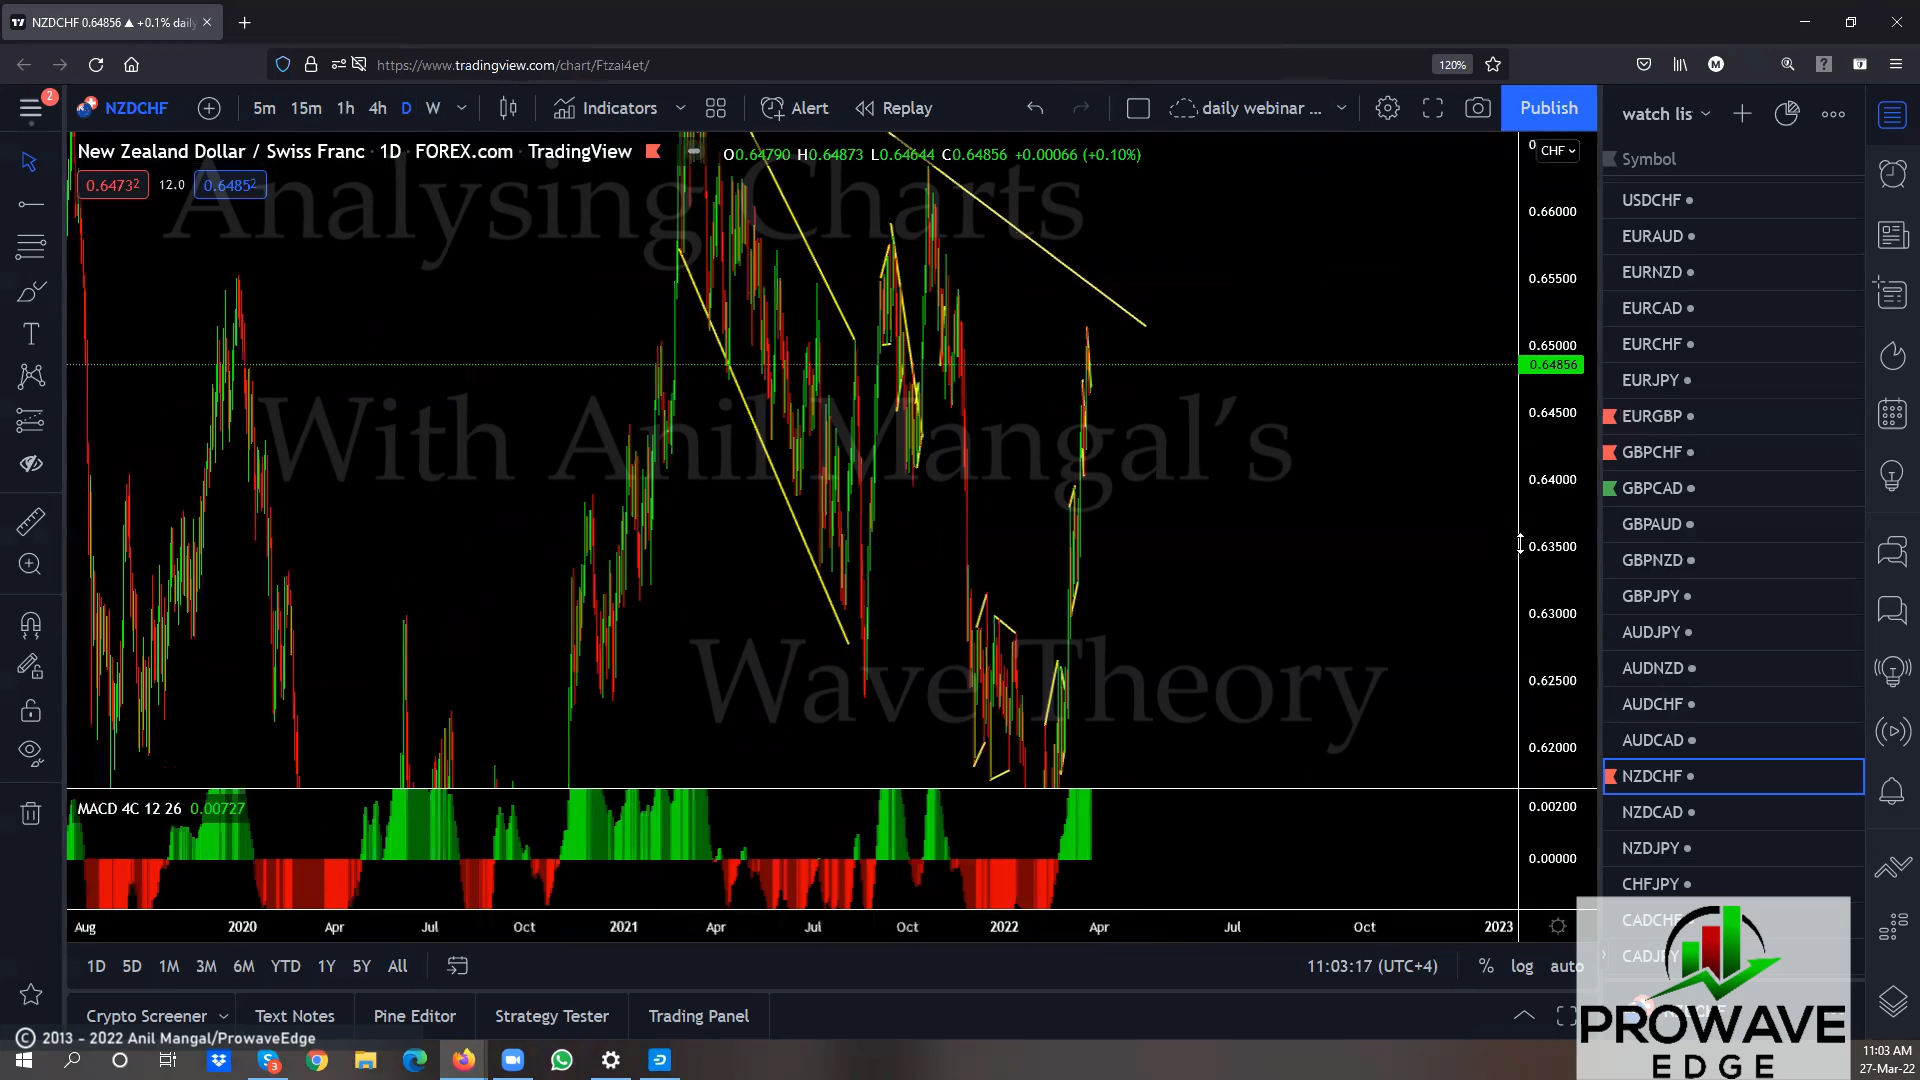 NZDCHF 0.64856 ▲ +0.1% daily
https://www.tradingview.com/chart/Ftzai4et/
120%
2
NZDCHF
5m 15m 1h 4h D W
Indicators
Alert
Replay
daily webinar ...
Publish
watch lis
New Zealand Dollar / Swiss Franc · 1D · FOREX.com · TradingView
O0.64790 H0.64873 L0.64644 C0.64856 +0.00066 (+0.10%)
CHF
0.64732
12.0
0.64852
Analysing Charts
With Anil Mangal's
Wave Theory
0.66000
0.65500
0.65000
0.64856
0.64500
0.64000
0.63500
0.63000
0.62500
0.62000
MACD 4C 12 26 0.00727
0.00200
0.00000
Aug 2020 Apr Jul Oct 2021 Apr Jul Oct 2022 Apr Jul Oct 2023
1D 5D 1M 3M 6M YTD 1Y 5Y All
11:03:17 (UTC+4) % log auto
Crypto Screener
Text Notes
Pine Editor
Strategy Tester
Trading Panel
© 2013 - 2022 Anil Mangal/ProwaveEdge
Symbol
USDCHF
EURAUD
EURNZD
EURCAD
EURCHF
EURJPY
EURGBP
GBPCHF
GBPCAD
GBPAUD
GBPNZD
GBPJPY
AUDJPY
AUDNZD
AUDCHF
AUDCAD
NZDCHF
NZDCAD
NZDJPY
CHFJPY
CADCHF
CADJPY
PROWAVE
EDGE
3
11:03 AM
27-Mar-22